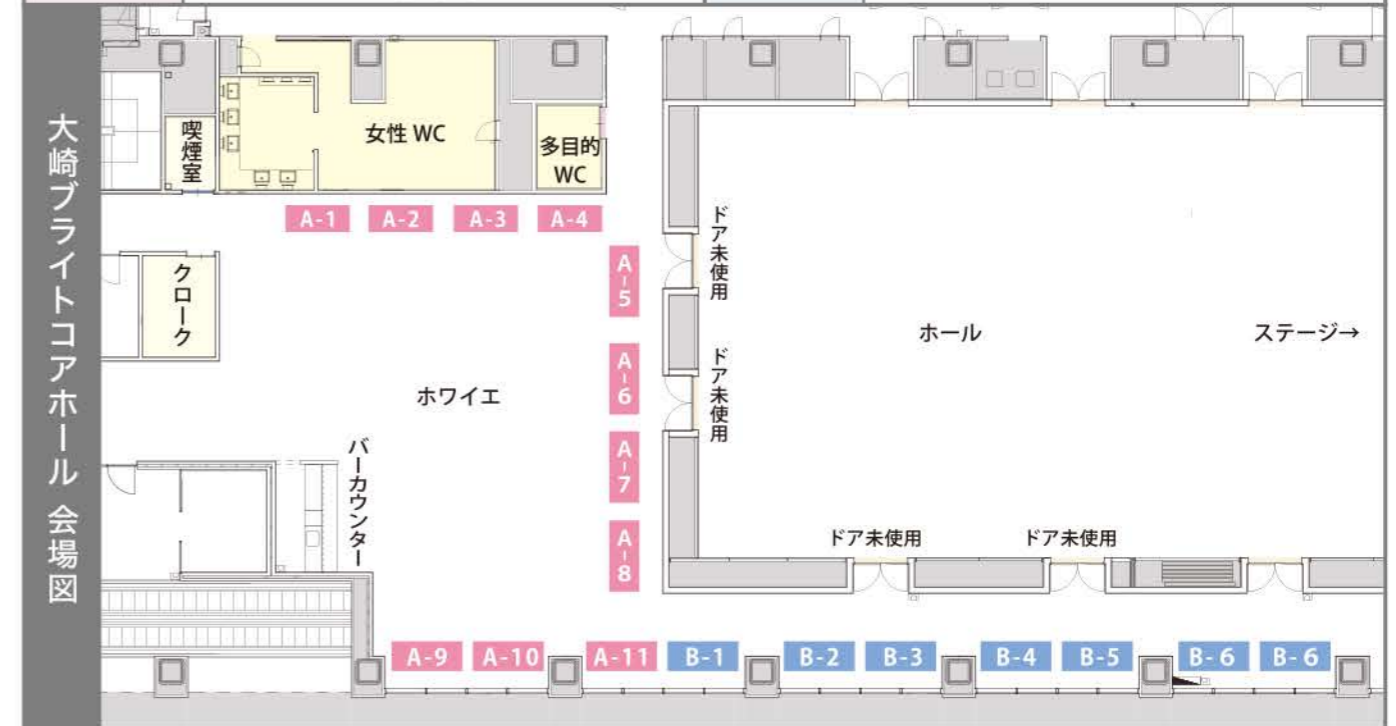 大崎ブライトコアホール 会場図
喫煙室
女性 WC
多目的
WC
A-1
A-2
A-3
A-4
クローク
A-5
A-6
A-7
A-8
ドア未使用
ドア未使用
ホール
ステージ→
ホワイエ
バーカウンター
ドア未使用
ドア未使用
A-9
A-10
A-11
B-1
B-2
B-3
B-4
B-5
B- 6
B- 6